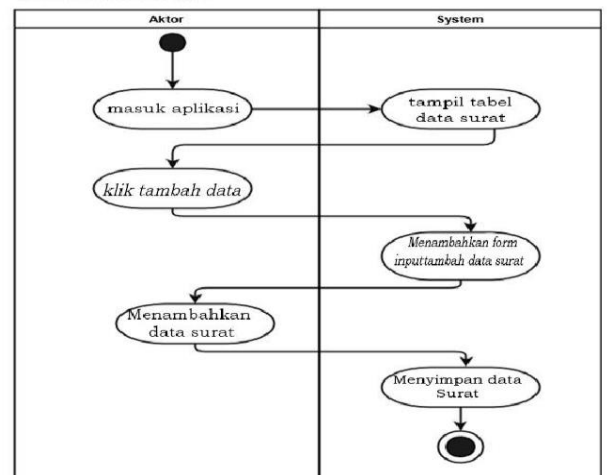 Aktor
System
masuk aplikasi
tampil tabel
data surat
klik tambah data
Menambahkan form
inputtambah data surat
Menambahkan
data surat
Menyimpan data
Surat